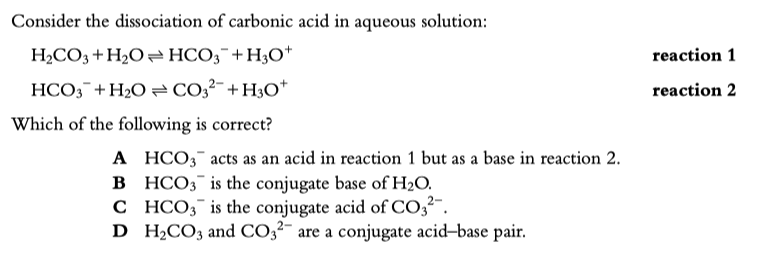 Consider the dissociation of carbonic acid in aqueous solution:
H₂CO₃ + H₂O ⇌ HCO₃⁻ + H₃O⁺ reaction 1
HCO₃⁻ + H₂O ⇌ CO₃²⁻ + H₃O⁺ reaction 2
Which of the following is correct?
A HCO₃⁻ acts as an acid in reaction 1 but as a base in reaction 2.
B HCO₃⁻ is the conjugate base of H₂O.
C HCO₃⁻ is the conjugate acid of CO₃²⁻.
D H₂CO₃ and CO₃²⁻ are a conjugate acid–base pair.